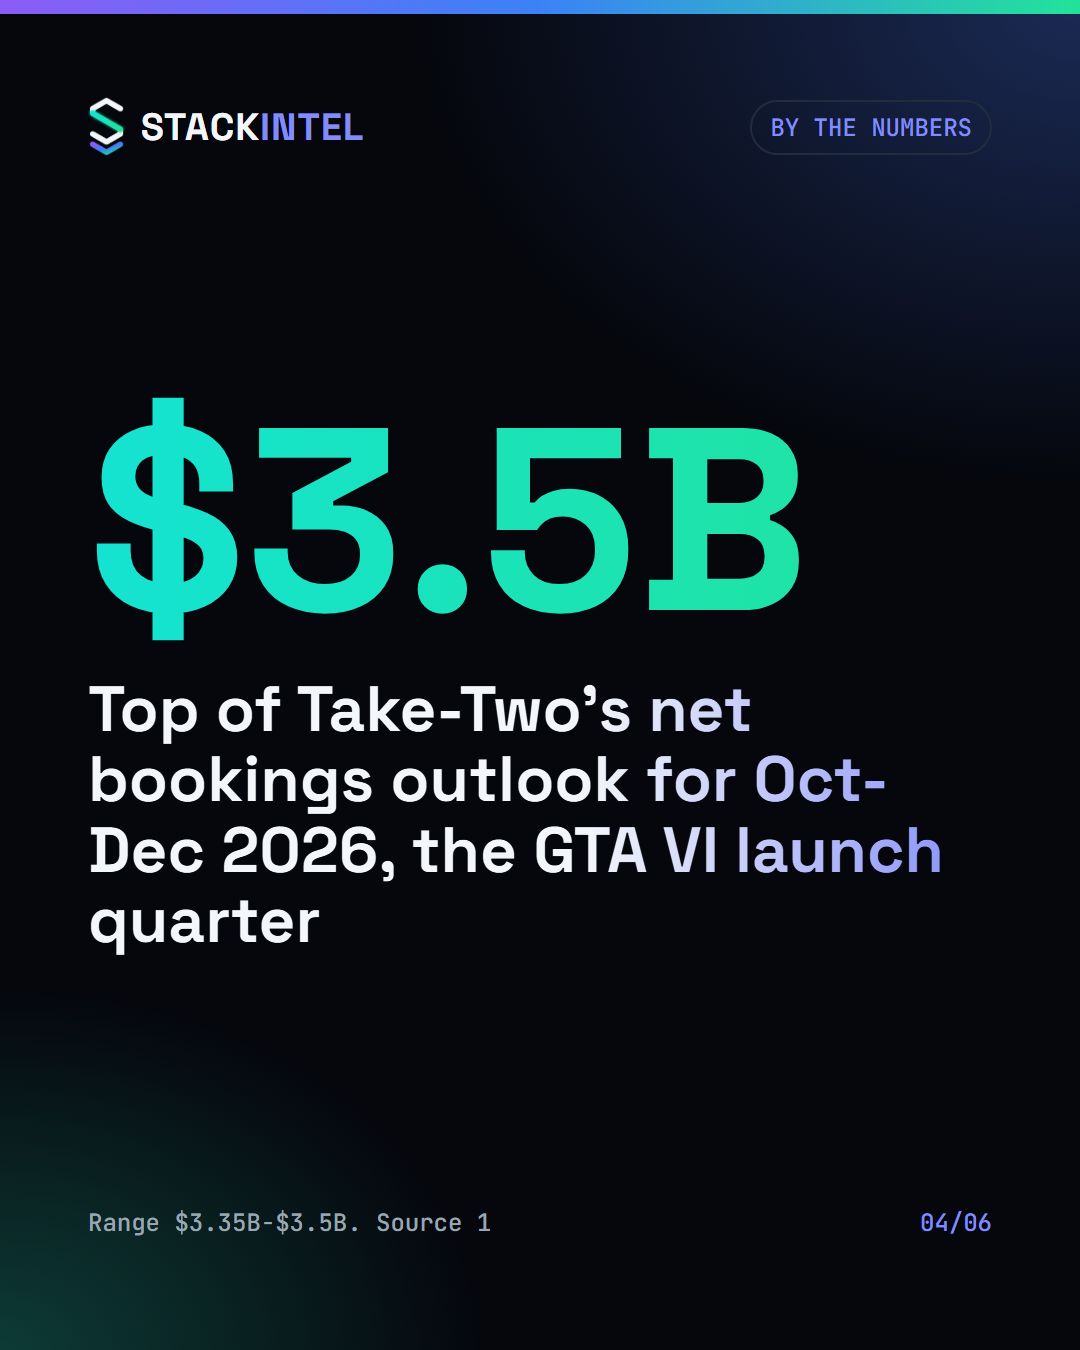 STACKINTEL
BY THE NUMBERS
$3.5B
Top of Take-Two’s net
bookings outlook for Oct-
Dec 2026, the GTA VI launch
quarter
Range $3.35B-$3.5B. Source 1
04/06